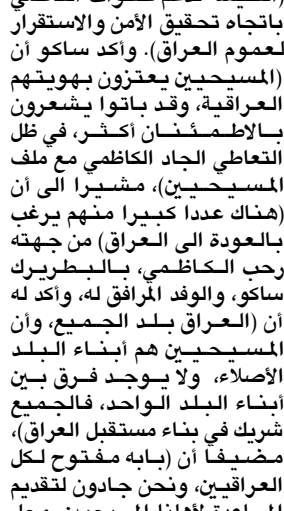 باتجاه تحقيق الأمن والاستقرار
لعموم العراق). وأكد ساكو أن
(المسيحيين يعتزون بهويتهم
العراقية، وقد باتوا يشعرون
بالاطمئنان أكثر، في ظل
التعاطي الجاد الكاظمي مع ملف
المسيحيين)، مشيرا الى أن
(هناك عددا كبيرا منهم يرغب
بالعودة الى العراق) من جهته
رحب الكاظمي، بالبطريرك
ساكو، والوفد المرافق له، وأكد له
أن (العراق بلد الجميع، وأن
المسيحيين هم أبناء البلد
الأصلاء، ولا يوجد فرق بين
أبناء البلد الواحد، فالجميع
شريك في بناء مستقبل العراق)،
مضيفا أن (بابه مفتوح لكل
العراقيين، ونحن جادون لتقديم